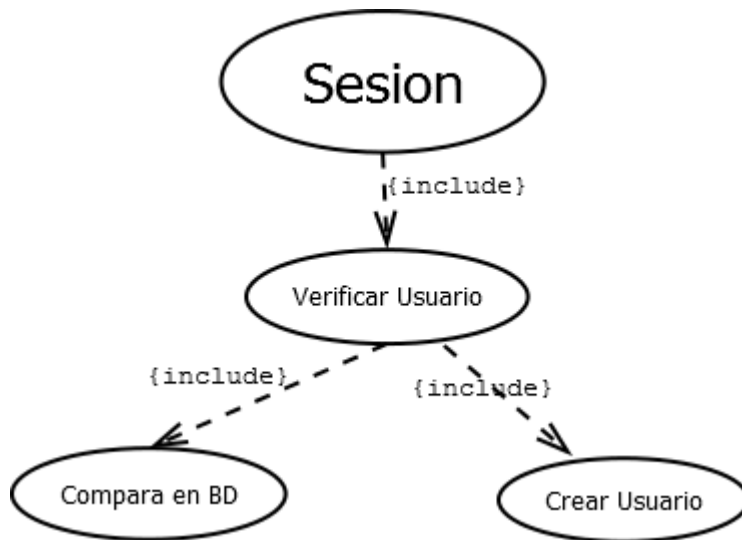 Sesion
{include}
Verificar Usuario
{include}
{include}
Compara en BD
Crear Usuario